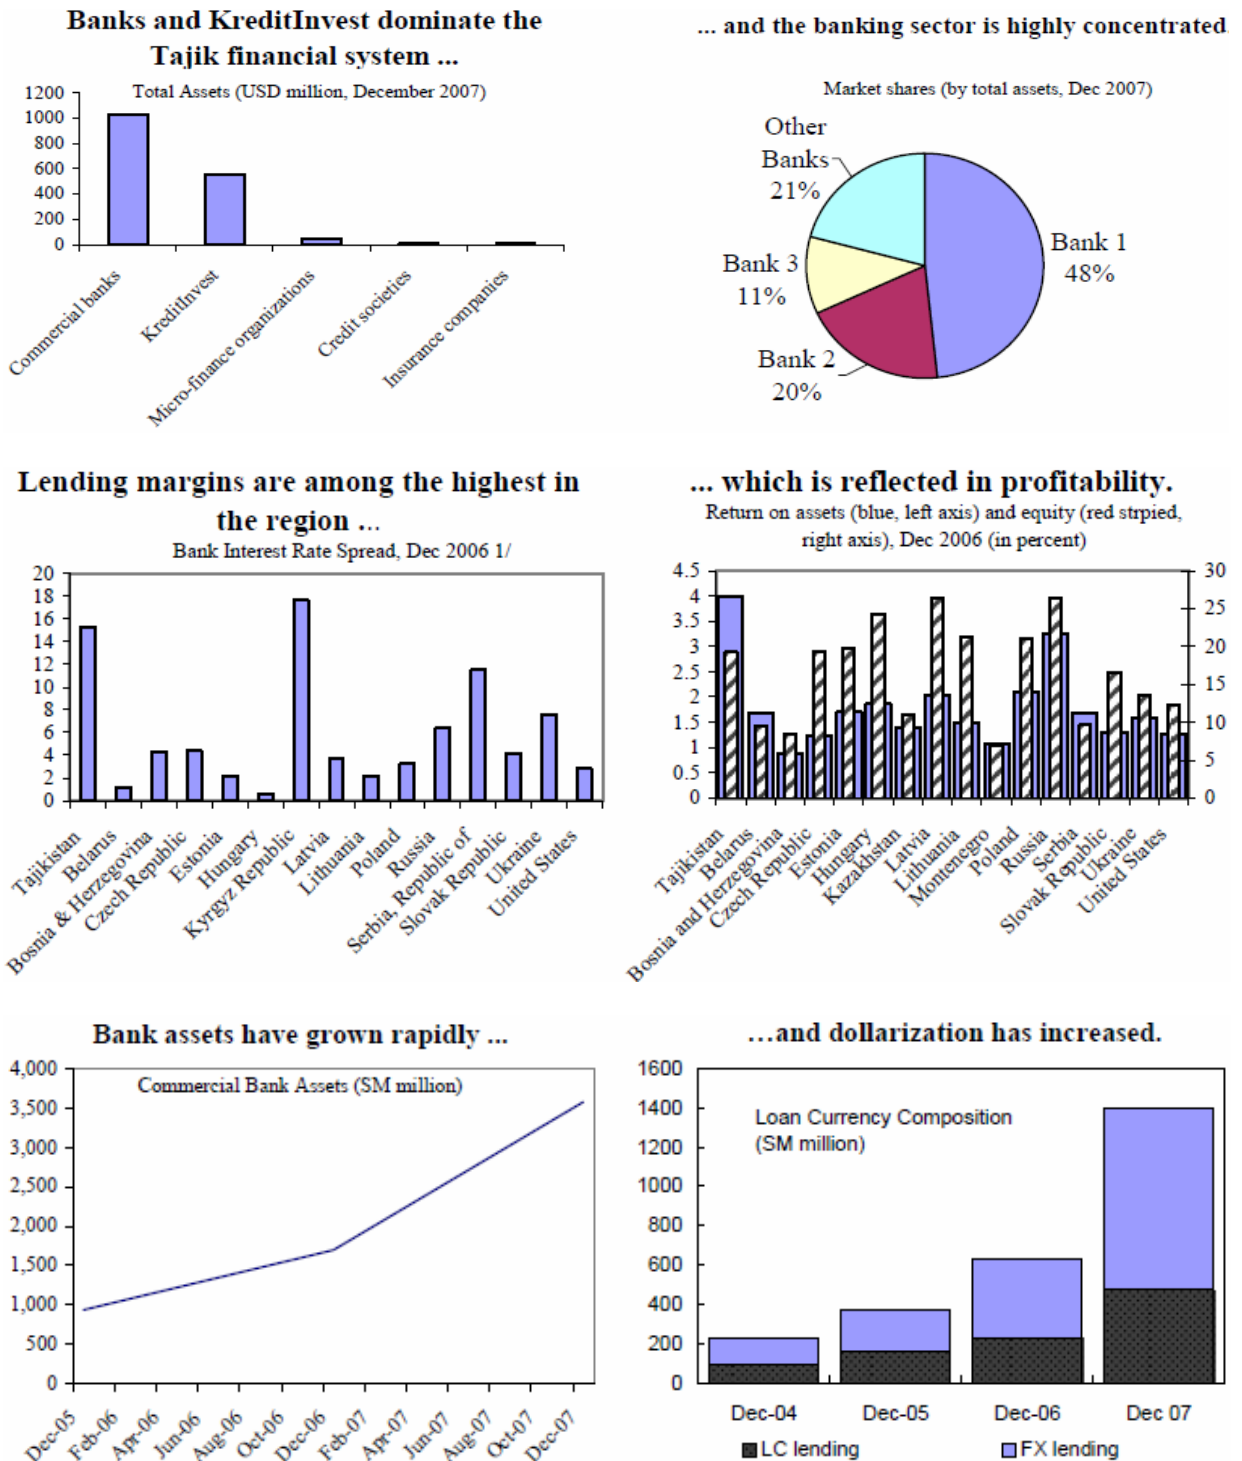 Banks and KreditInvest dominate the
Tajik financial system ...
Total Assets (USD million, December 2007)
1200
1000
800
600
400
200
0
Commercial banks
KreditInvest
Micro-finance organizations
Credit societies
Insurance companies
... and the banking sector is highly concentrated.
Market shares (by total assets, Dec 2007)
Other
Banks
21%
Bank 1
48%
Bank 3
11%
Bank 2
20%
Lending margins are among the highest in
the region ...
Bank Interest Rate Spread, Dec 2006 1/
20
18
16
14
12
10
8
6
4
2
0
Tajikistan
Belarus
Bosnia & Herzegovina
Czech Republic
Estonia
Hungary
Kyrgyz Republic
Latvia
Lithuania
Poland
Russia
Serbia, Republic of
Slovak Republic
Ukraine
United States
... which is reflected in profitability.
Return on assets (blue, left axis) and equity (red strpied,
right axis), Dec 2006 (in percent)
4.5
4
3.5
3
2.5
2
1.5
1
0.5
0
30
25
20
15
10
5
0
Tajikistan
Belarus
Bosnia and Herzegovina
Czech Republic
Estonia
Hungary
Kazakhstan
Latvia
Lithuania
Montenegro
Poland
Russia
Serbia
Slovak Republic
Ukraine
United States
Bank assets have grown rapidly ...
Commercial Bank Assets (SM million)
4,000
3,500
3,000
2,500
2,000
1,500
1,000
500
0
Dec-05
Feb-06
Apr-06
Jun-06
Aug-06
Oct-06
Dec-06
Feb-07
Apr-07
Jun-07
Aug-07
Oct-07
Dec-07
...and dollarization has increased.
Loan Currency Composition
(SM million)
1600
1400
1200
1000
800
600
400
200
0
Dec-04
Dec-05
Dec-06
Dec 07
LC lending
FX lending